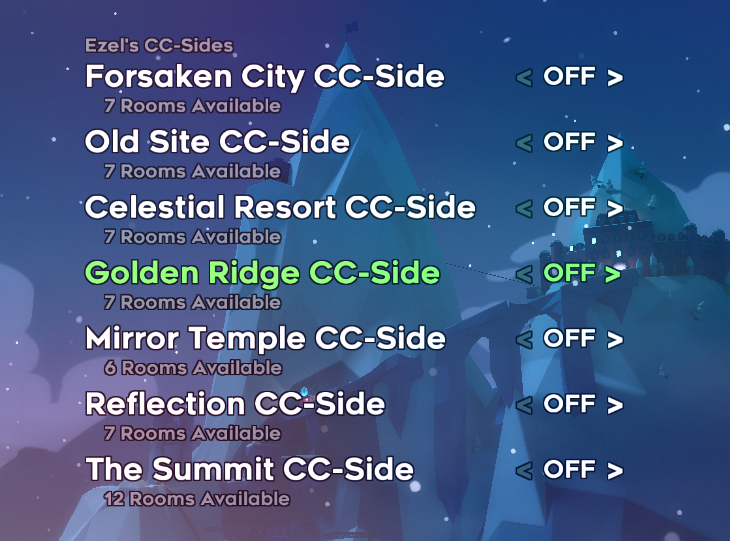 Ezel's CC-Sides
Forsaken City CC-Side < OFF >
7 Rooms Available
Old Site CC-Side < OFF >
7 Rooms Available
Celestial Resort CC-Side < OFF >
7 Rooms Available
Golden Ridge CC-Side < OFF >
7 Rooms Available
Mirror Temple CC-Side < OFF >
6 Rooms Available
Reflection CC-Side < OFF >
7 Rooms Available
The Summit CC-Side < OFF >
12 Rooms Available